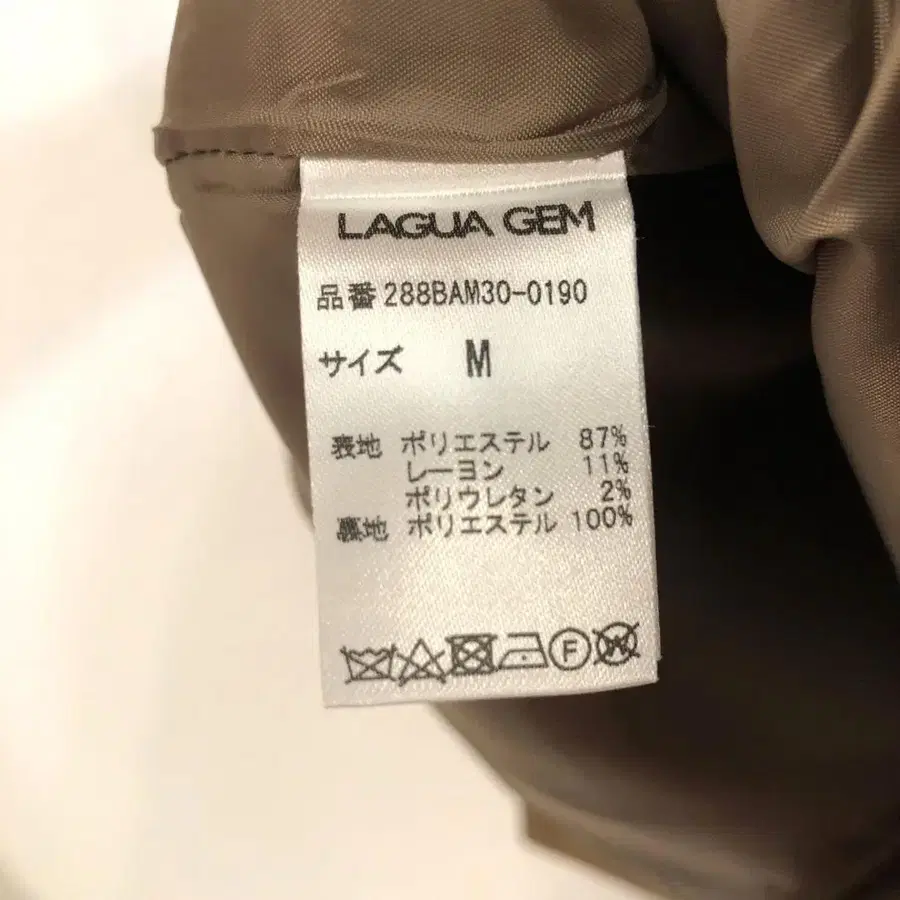 LAGUA GEM
品番 288BAM30-0190
サイズ M
表地 ポリエステル 87%
レーヨン 11%
ポリウレタン 2%
裏地 ポリエステル 100%
F W